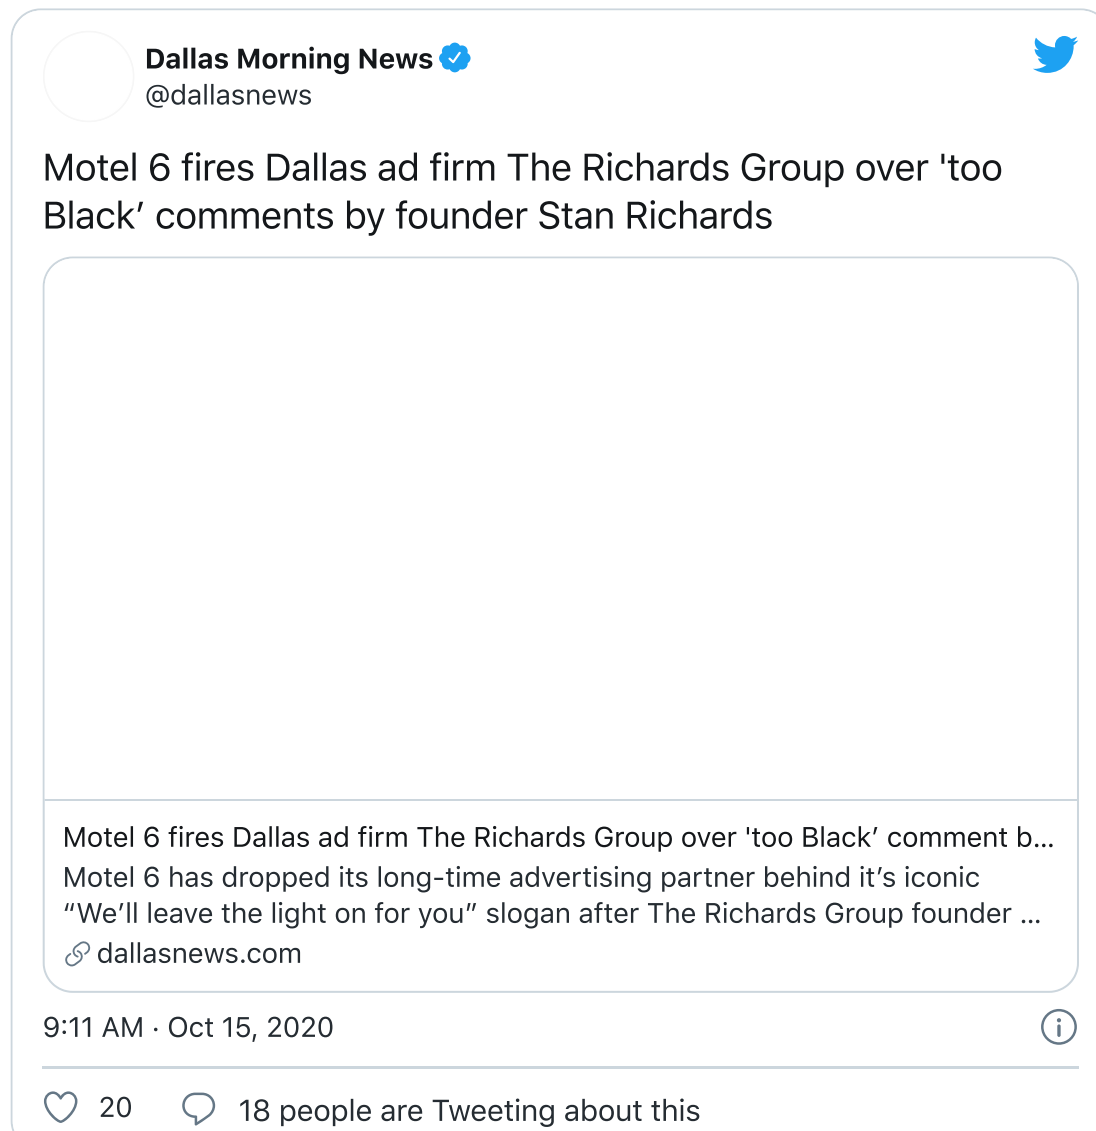 Dallas Morning News
@dallasnews
Motel 6 fires Dallas ad firm The Richards Group over 'too
Black’ comments by founder Stan Richards
Motel 6 fires Dallas ad firm The Richards Group over 'too Black’ comment b...
Motel 6 has dropped its long-time advertising partner behind it’s iconic
“We’ll leave the light on for you” slogan after The Richards Group founder ...
dallasnews.com
9:11 AM · Oct 15, 2020
20
18 people are Tweeting about this